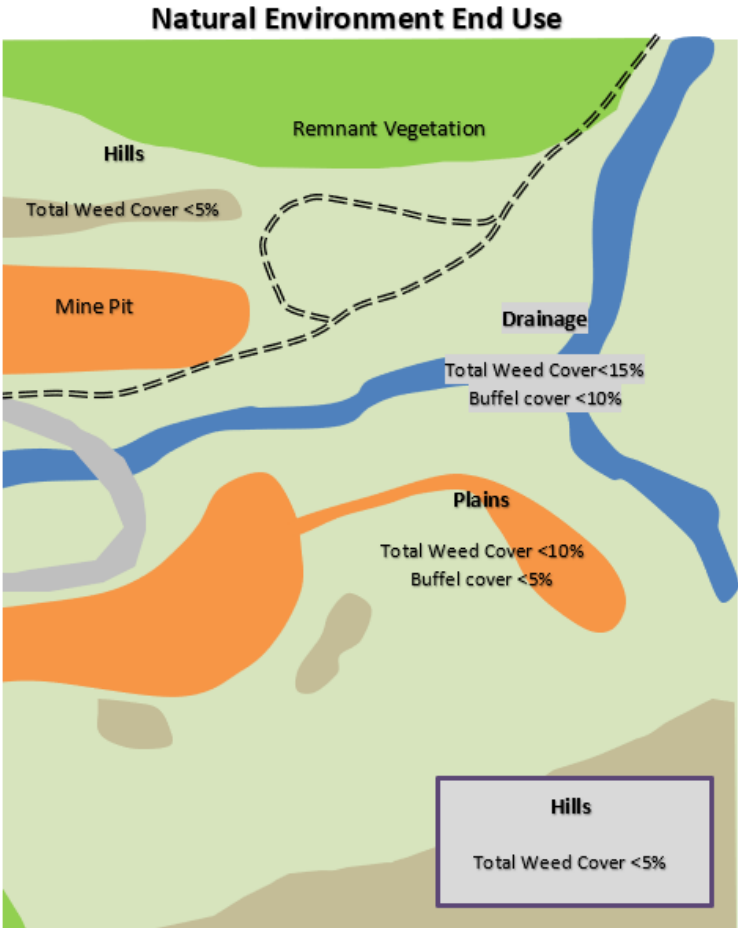 Natural Environment End Use
Remnant Vegetation
Hills
Total Weed Cover <5%
Mine Pit
Drainage
Total Weed Cover<15%
Buffel cover <10%
Plains
Total Weed Cover <10%
Buffel cover <5%
Hills
Total Weed Cover <5%